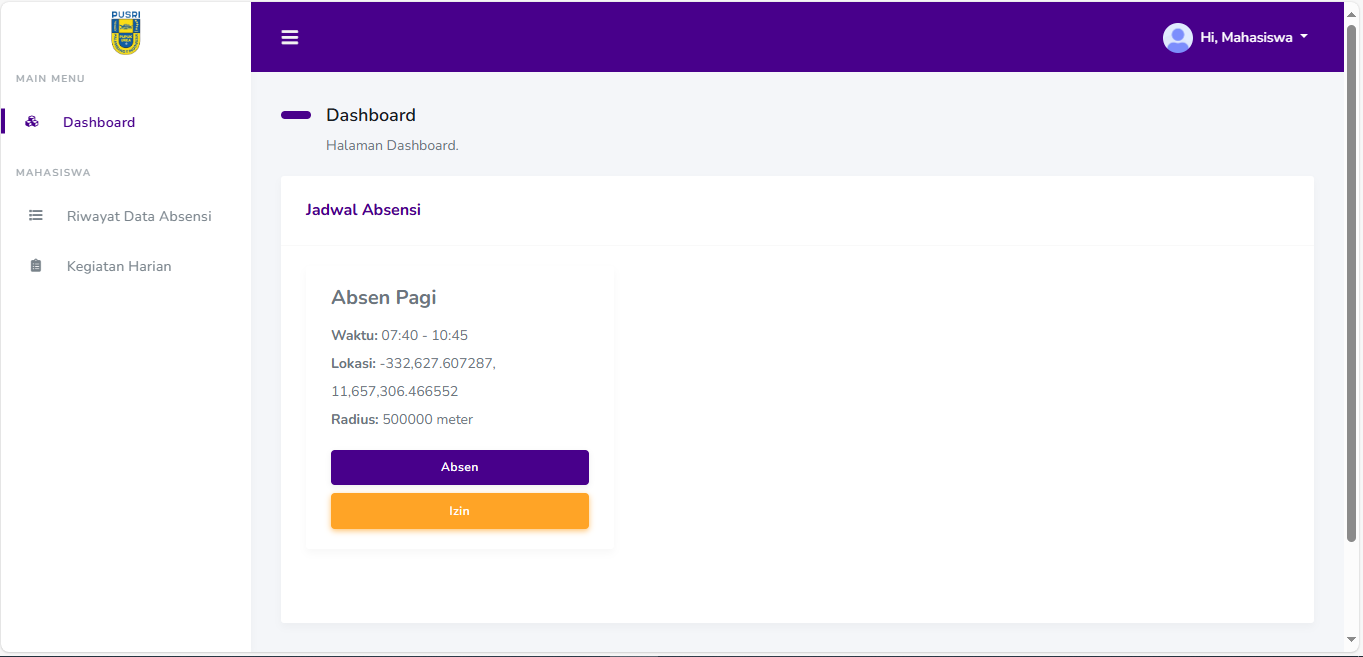 PUSRI
MAIN MENU
Dashboard
MAHASISWA
Riwayat Data Absensi
Kegiatan Harian
Hi, Mahasiswa
Dashboard
Halaman Dashboard.
Jadwal Absensi
Absen Pagi
Waktu: 07:40 - 10:45
Lokasi: -332,627.607287,
11,657,306.466552
Radius: 500000 meter
Absen
Izin